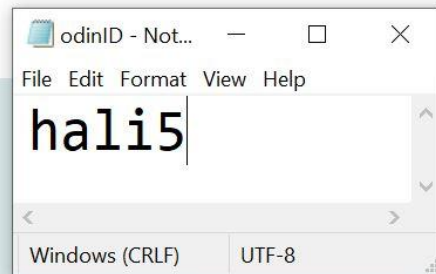 odinID - Not...
File Edit Format View Help
hali5
Windows (CRLF) UTF-8